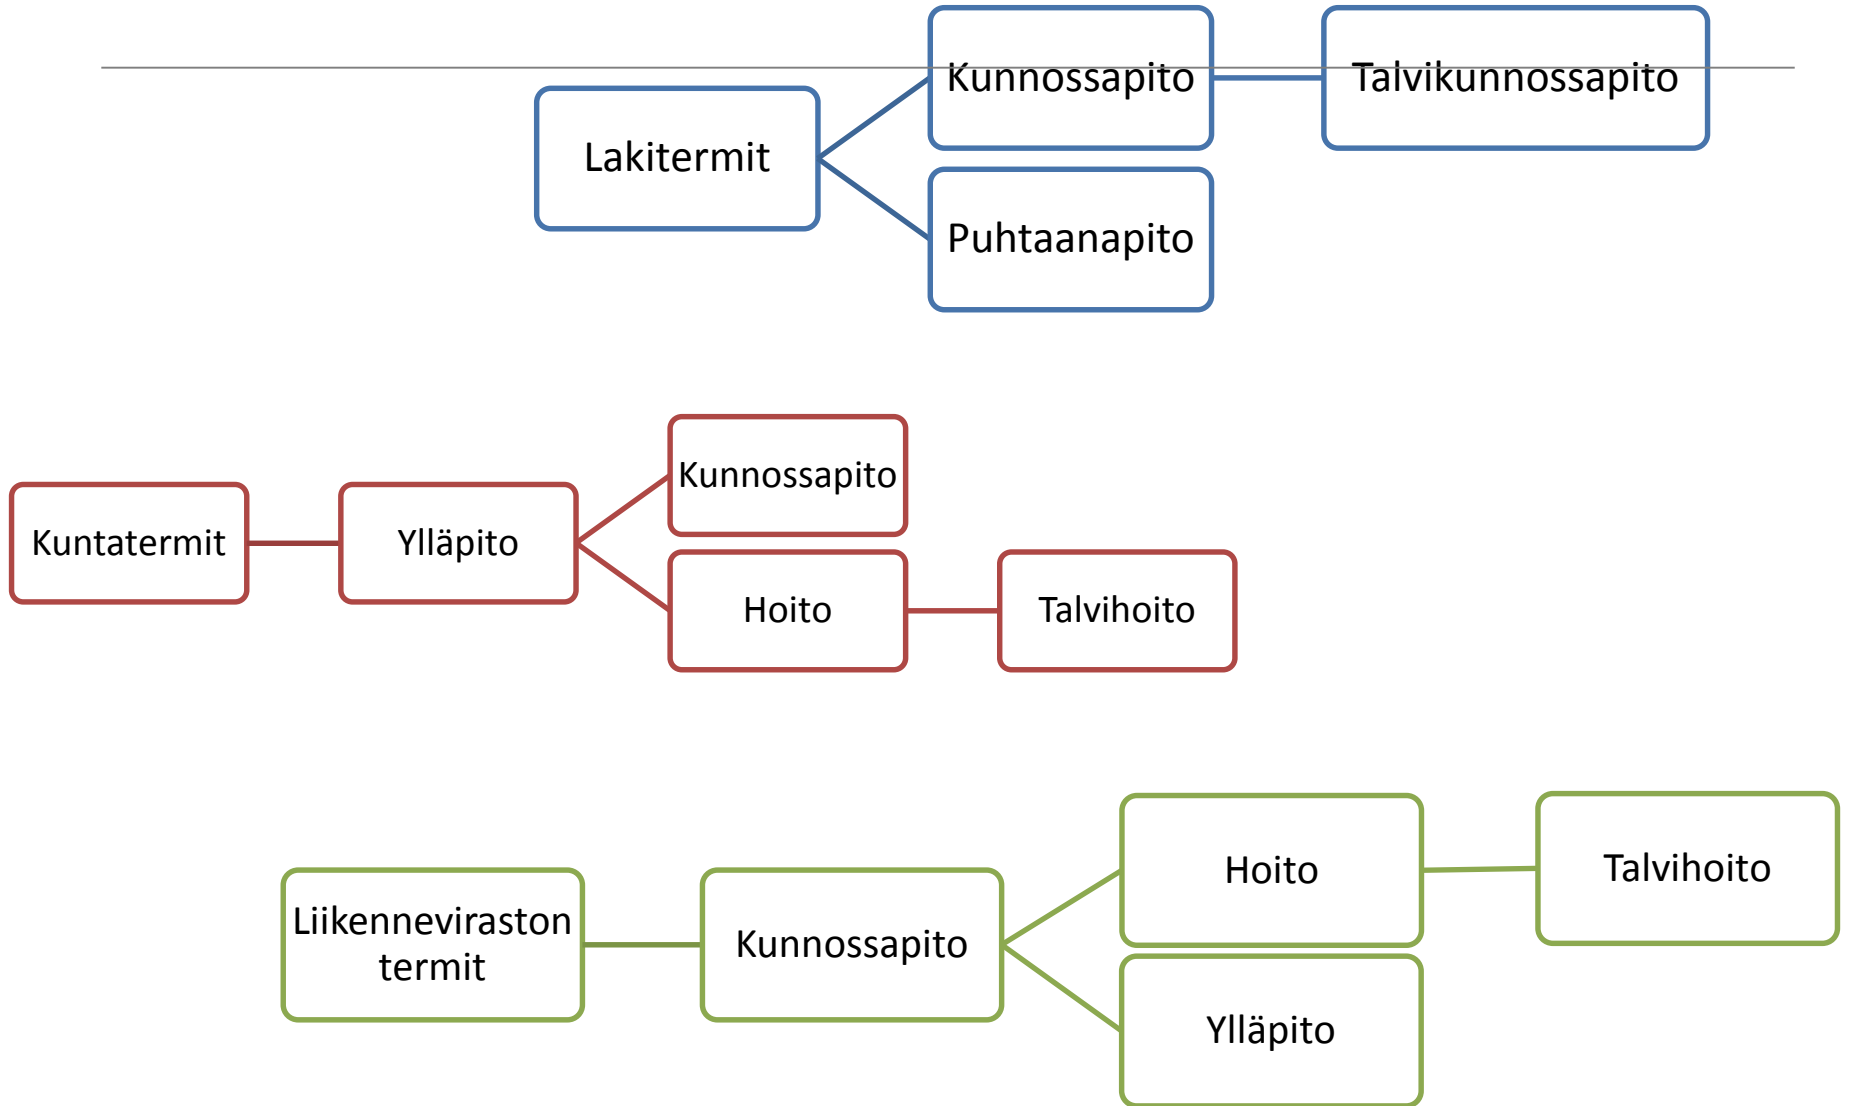 Lakitermit
Kunnossapito
Talvikunnossapito
Puhtaanapito
Kuntatermit
Ylläpito
Kunnossapito
Hoito
Talvihoito
Liikenneviraston
termit
Kunnossapito
Hoito
Talvihoito
Ylläpito